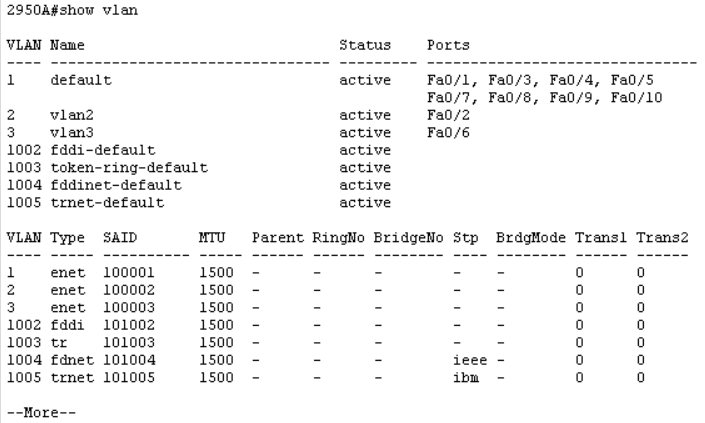 2950A#show vlan
VLAN Name                             Status    Ports
---- -------------------------------- --------- -------------------------------
1    default                          active    Fa0/1, Fa0/3, Fa0/4, Fa0/5
                                                Fa0/7, Fa0/8, Fa0/9, Fa0/10
2    vlan2                            active    Fa0/2
3    vlan3                            active    Fa0/6
1002 fddi-default                     active
1003 token-ring-default               active
1004 fddinet-default                  active
1005 trnet-default                    active
VLAN Type  SAID       MTU   Parent RingNo BridgeNo Stp  BrdgMode Trans1 Trans2
---- ----- ---------- ----- ------ ------ -------- ---- -------- ------ ------
1    enet  100001     1500  -      -      -        -    -        0      0
2    enet  100002     1500  -      -      -        -    -        0      0
3    enet  100003     1500  -      -      -        -    -        0      0
1002 fddi  101002     1500  -      -      -        -    -        0      0
1003 tr    101003     1500  -      -      -        -    -        0      0
1004 fdnet 101004     1500  -      -      -        ieee -        0      0
1005 trnet 101005     1500  -      -      -        ibm  -        0      0
--More--